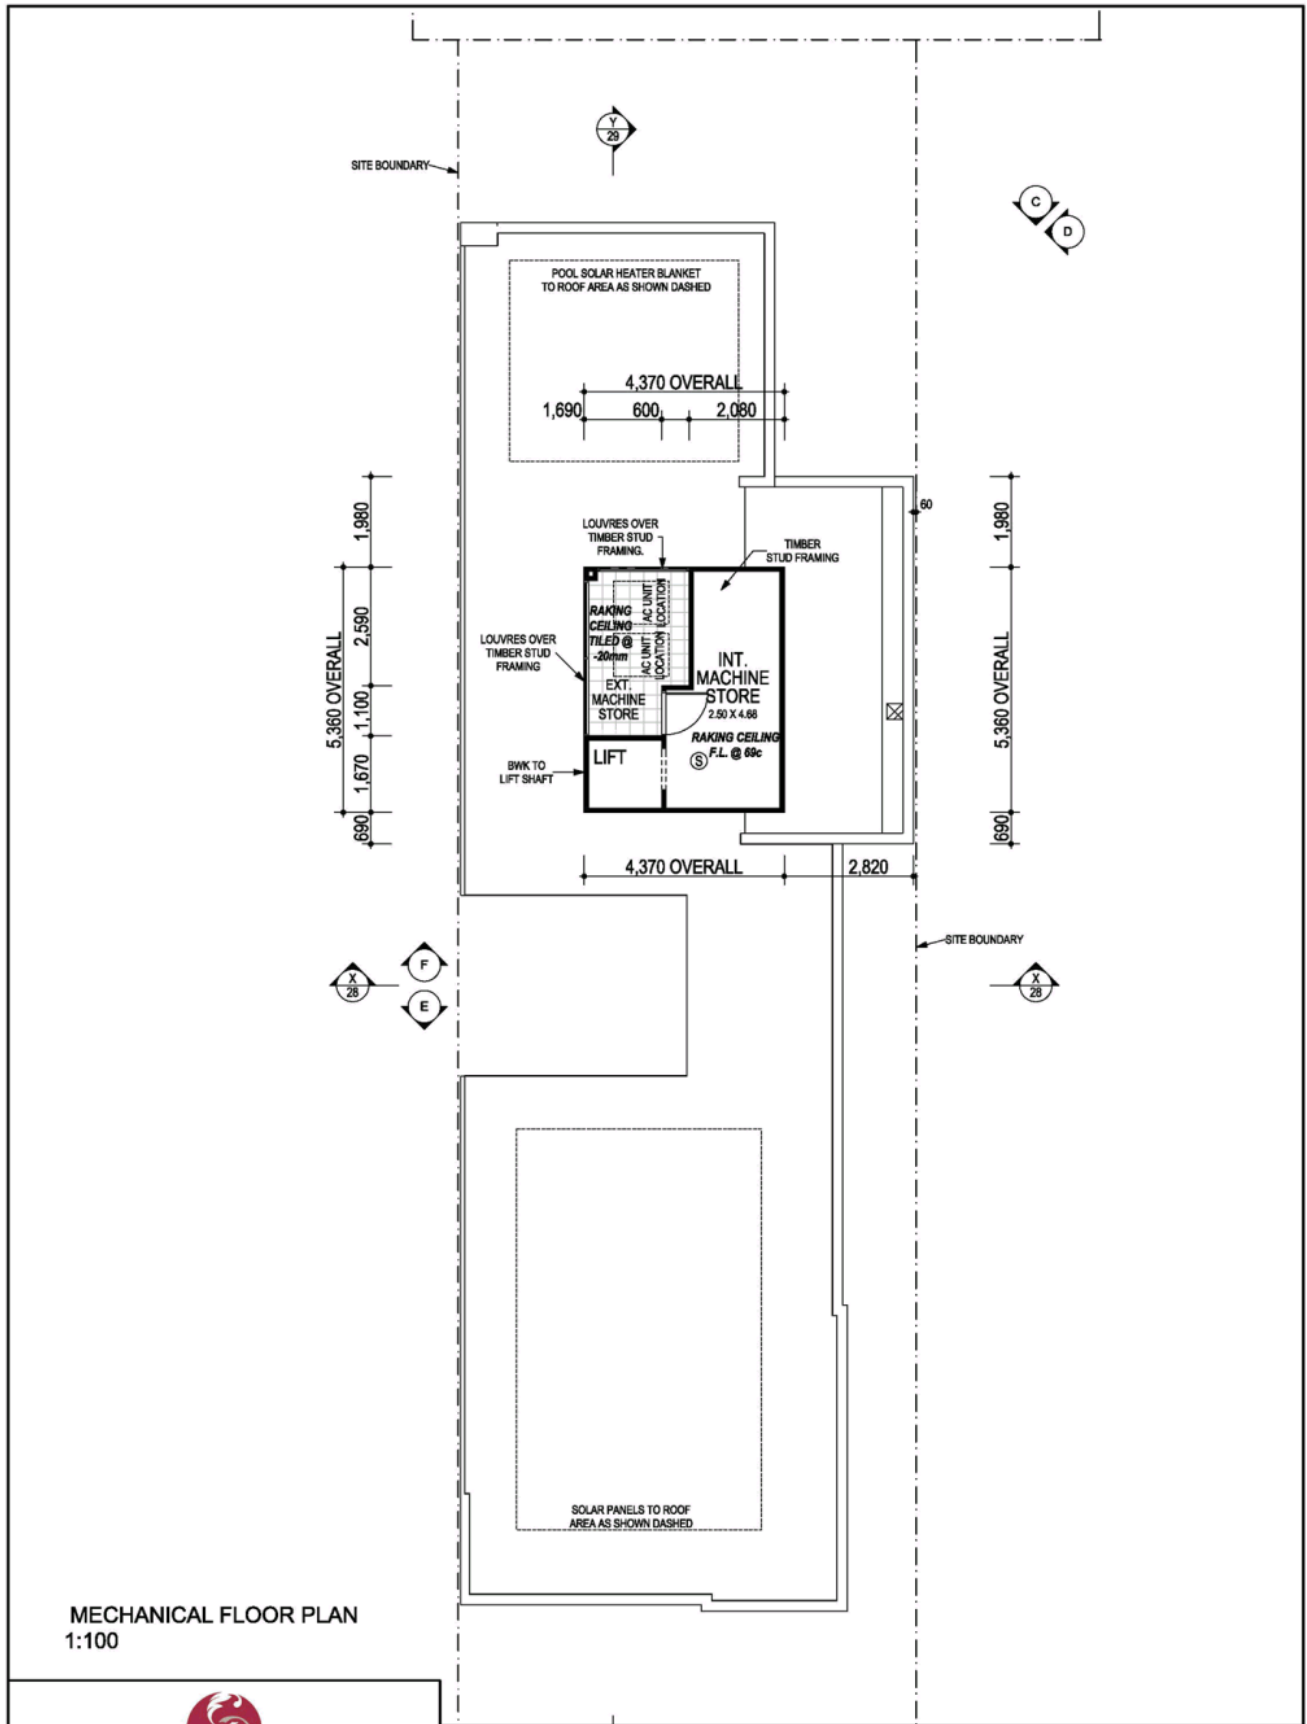 Y
29
SITE BOUNDARY
C
D
POOL SOLAR HEATER BLANKET
TO ROOF AREA AS SHOWN DASHED
4,370 OVERALL
1,690
600
2,080
1,980
2,590
5,360 OVERALL
1,100
1,670
690
60
1,980
5,360 OVERALL
690
LOUVRES OVER
TIMBER STUD
FRAMING.
TIMBER
STUD FRAMING
LOUVRES OVER
TIMBER STUD
FRAMING
RAKING
CEILING
TILED @
-20mm
AC UNIT
LOCATION
AC UNIT
LOCATION
EXT.
MACHINE
STORE
INT.
MACHINE
STORE
2.50 X 4.68
RAKING CEILING
F.L. @ 69c
S
LIFT
BWK TO
LIFT SHAFT
4,370 OVERALL
2,820
SITE BOUNDARY
X
28
F
E
X
28
SOLAR PANELS TO ROOF
AREA AS SHOWN DASHED
MECHANICAL FLOOR PLAN
1:100